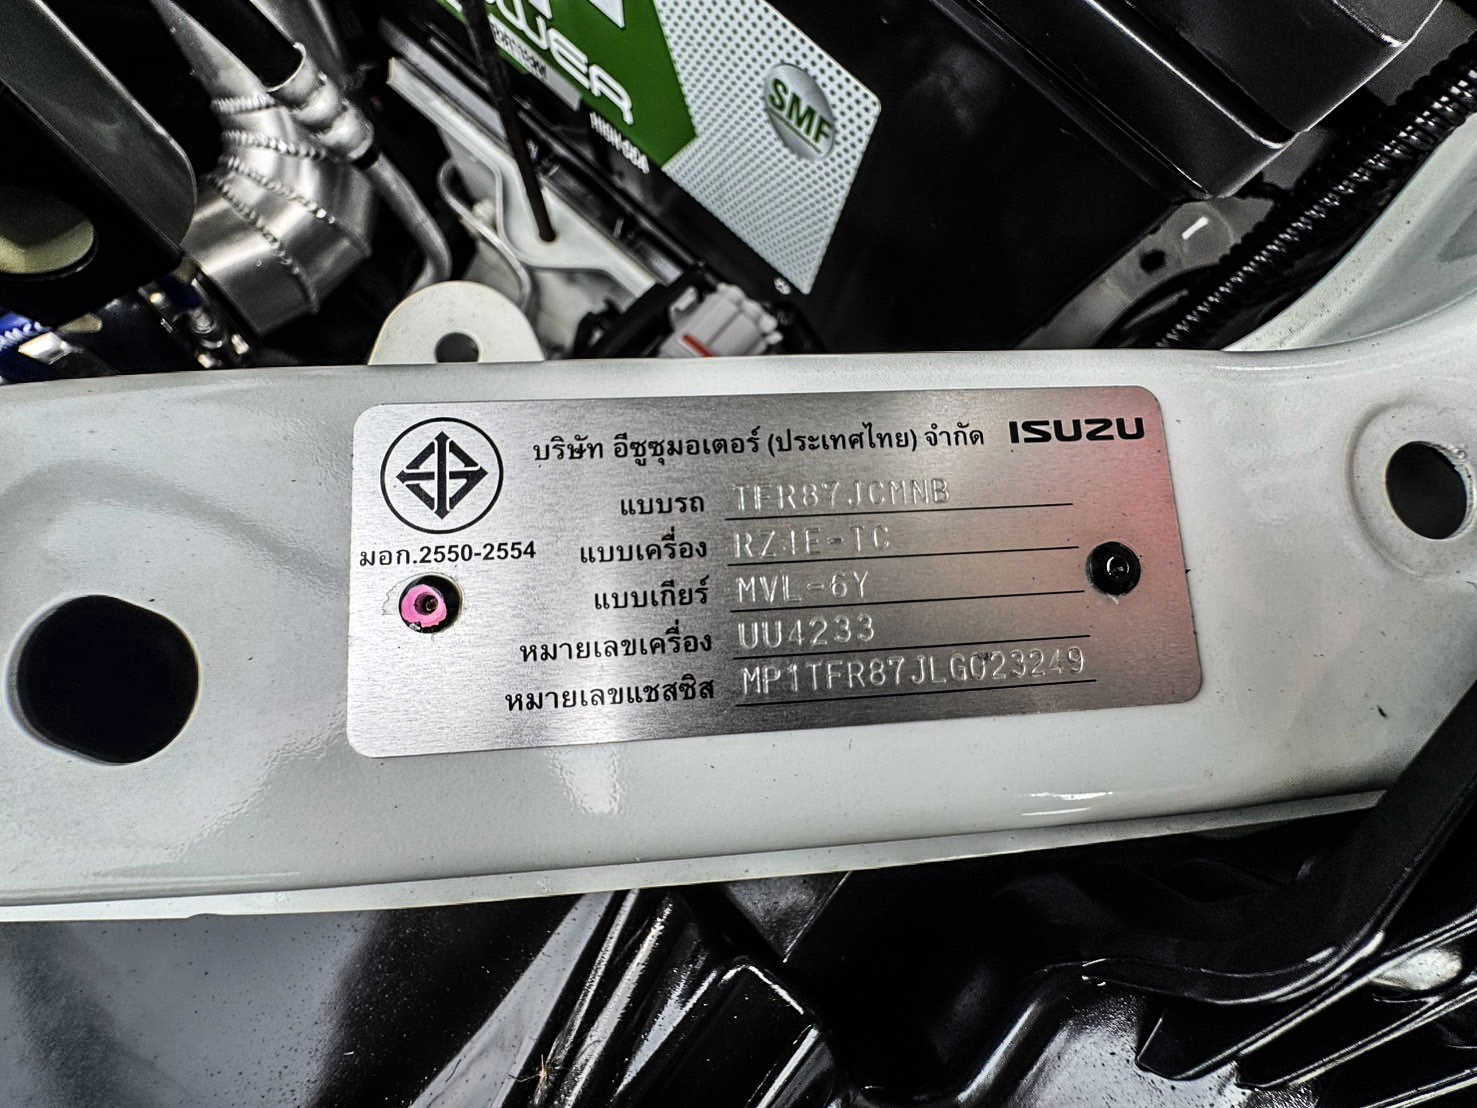 WER
SMF
บริษัท อีซูซุมอเตอร์ (ประเทศไทย) จำกัด ISUZU
แบบรถ TFR87JCMNB
มอก.2550-2554
แบบเครื่อง RZ4E-TC
แบบเกียร์ MVL-6Y
หมายเลขเครื่อง UU4233
หมายเลขแชสซิส MP1TFR87JLG023249